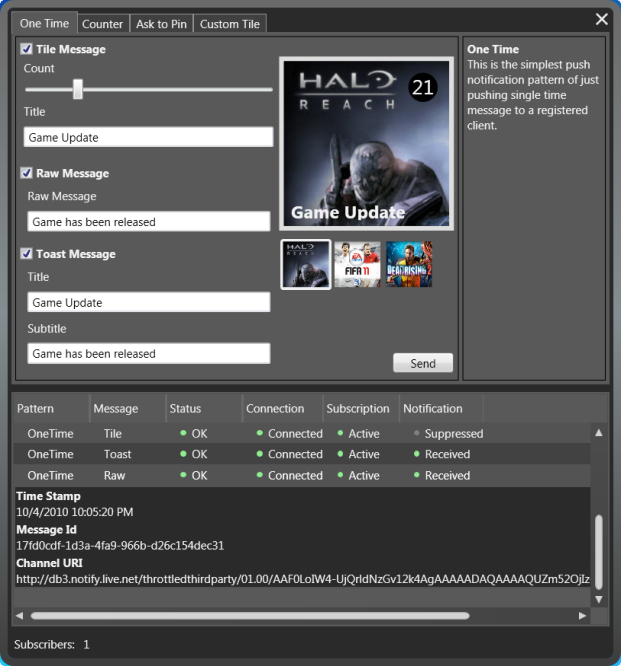 One Time
Counter
Ask to Pin
Custom Tile
Tile Message
Count
Title
Game Update
Raw Message
Raw Message
Game has been released
Toast Message
Title
Game Update
Subtitle
Game has been released
HALO
REACH
21
Game Update
HALO
EA SPORTS
FIFA 11
DEADRISING 2
Send
One Time
This is the simplest push
notification pattern of just
pushing single time
message to a registered
client.
Pattern Message Status Connection Subscription Notification
OneTime Tile OK Connected Active Suppressed
OneTime Toast OK Connected Active Received
OneTime Raw OK Connected Active Received
Time Stamp
10/4/2010 10:05:20 PM
Message Id
17fd0cdf-1d3a-4fa9-966b-d26c154dec31
Channel URI
http://db3.notify.live.net/throttledthirdparty/01.00/AAF0LoIW4-UjQrIdNzGv12k4AgAAAAADAQAAAAQUZm52OjIz
Subscribers: 1